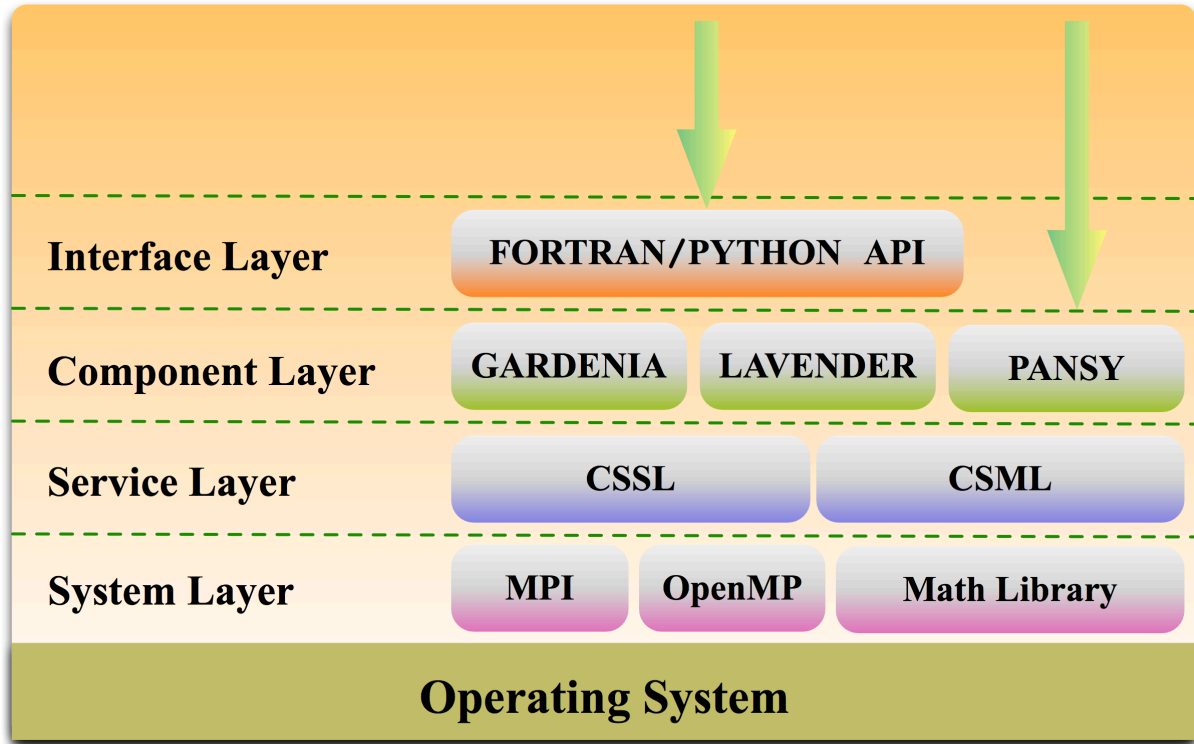 Interface Layer
FORTRAN/PYTHON API
Component Layer
GARDENIA
LAVENDER
PANSY
Service Layer
CSSL
CSML
System Layer
MPI
OpenMP
Math Library
Operating System